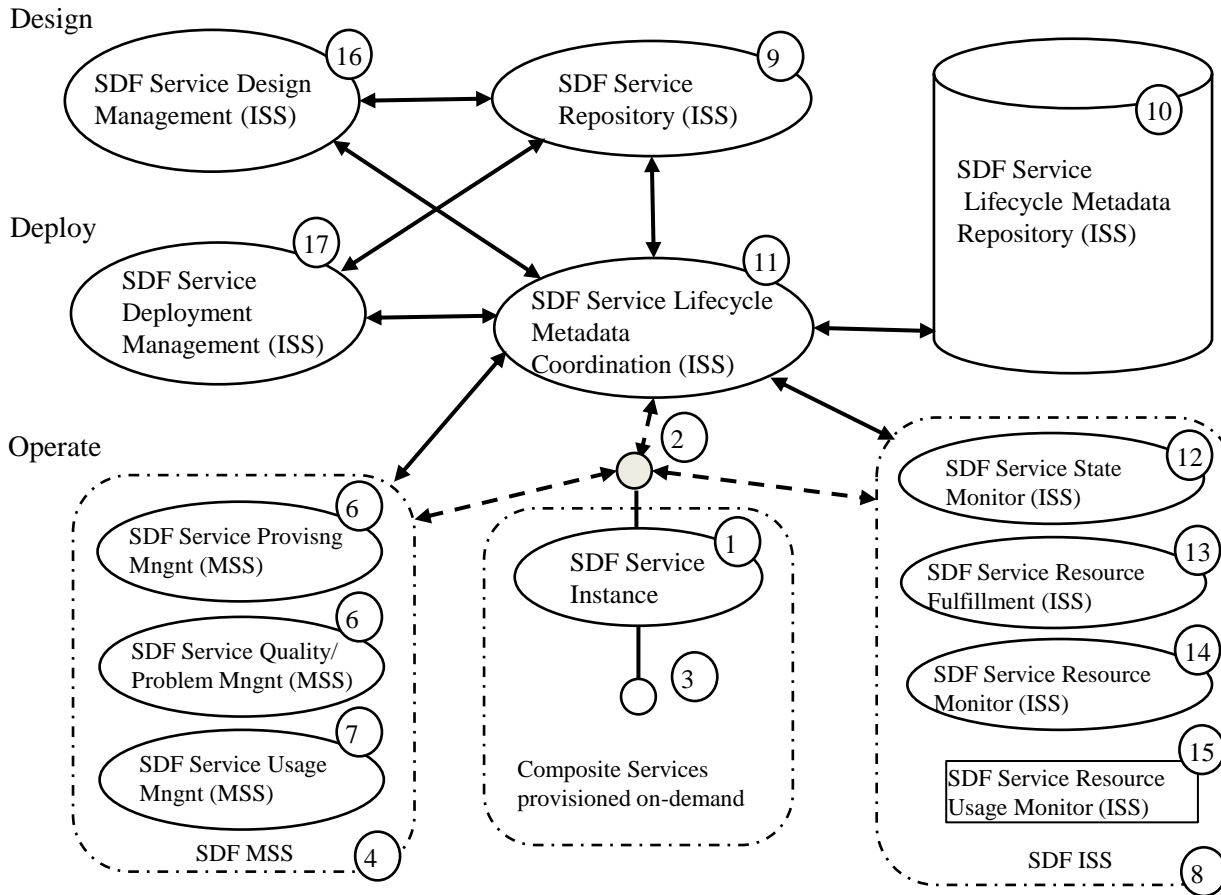 Design
16
SDF Service Design
Management (ISS)
9
SDF Service
Repository (ISS)
10
SDF Service
Lifecycle Metadata
Repository (ISS)
Deploy
17
SDF Service
Deployment
Management (ISS)
11
SDF Service Lifecycle
Metadata
Coordination (ISS)
2
Operate
6
SDF Service Provisng
Mngnt (MSS)
6
SDF Service Quality/
Problem Mngnt (MSS)
7
SDF Service Usage
Mngnt (MSS)
SDF MSS
4
1
SDF Service
Instance
3
Composite Services
provisioned on-demand
12
SDF Service State
Monitor (ISS)
13
SDF Service Resource
Fulfillment (ISS)
14
SDF Service Resource
Monitor (ISS)
15
SDF Service Resource
Usage Monitor (ISS)
SDF ISS
8